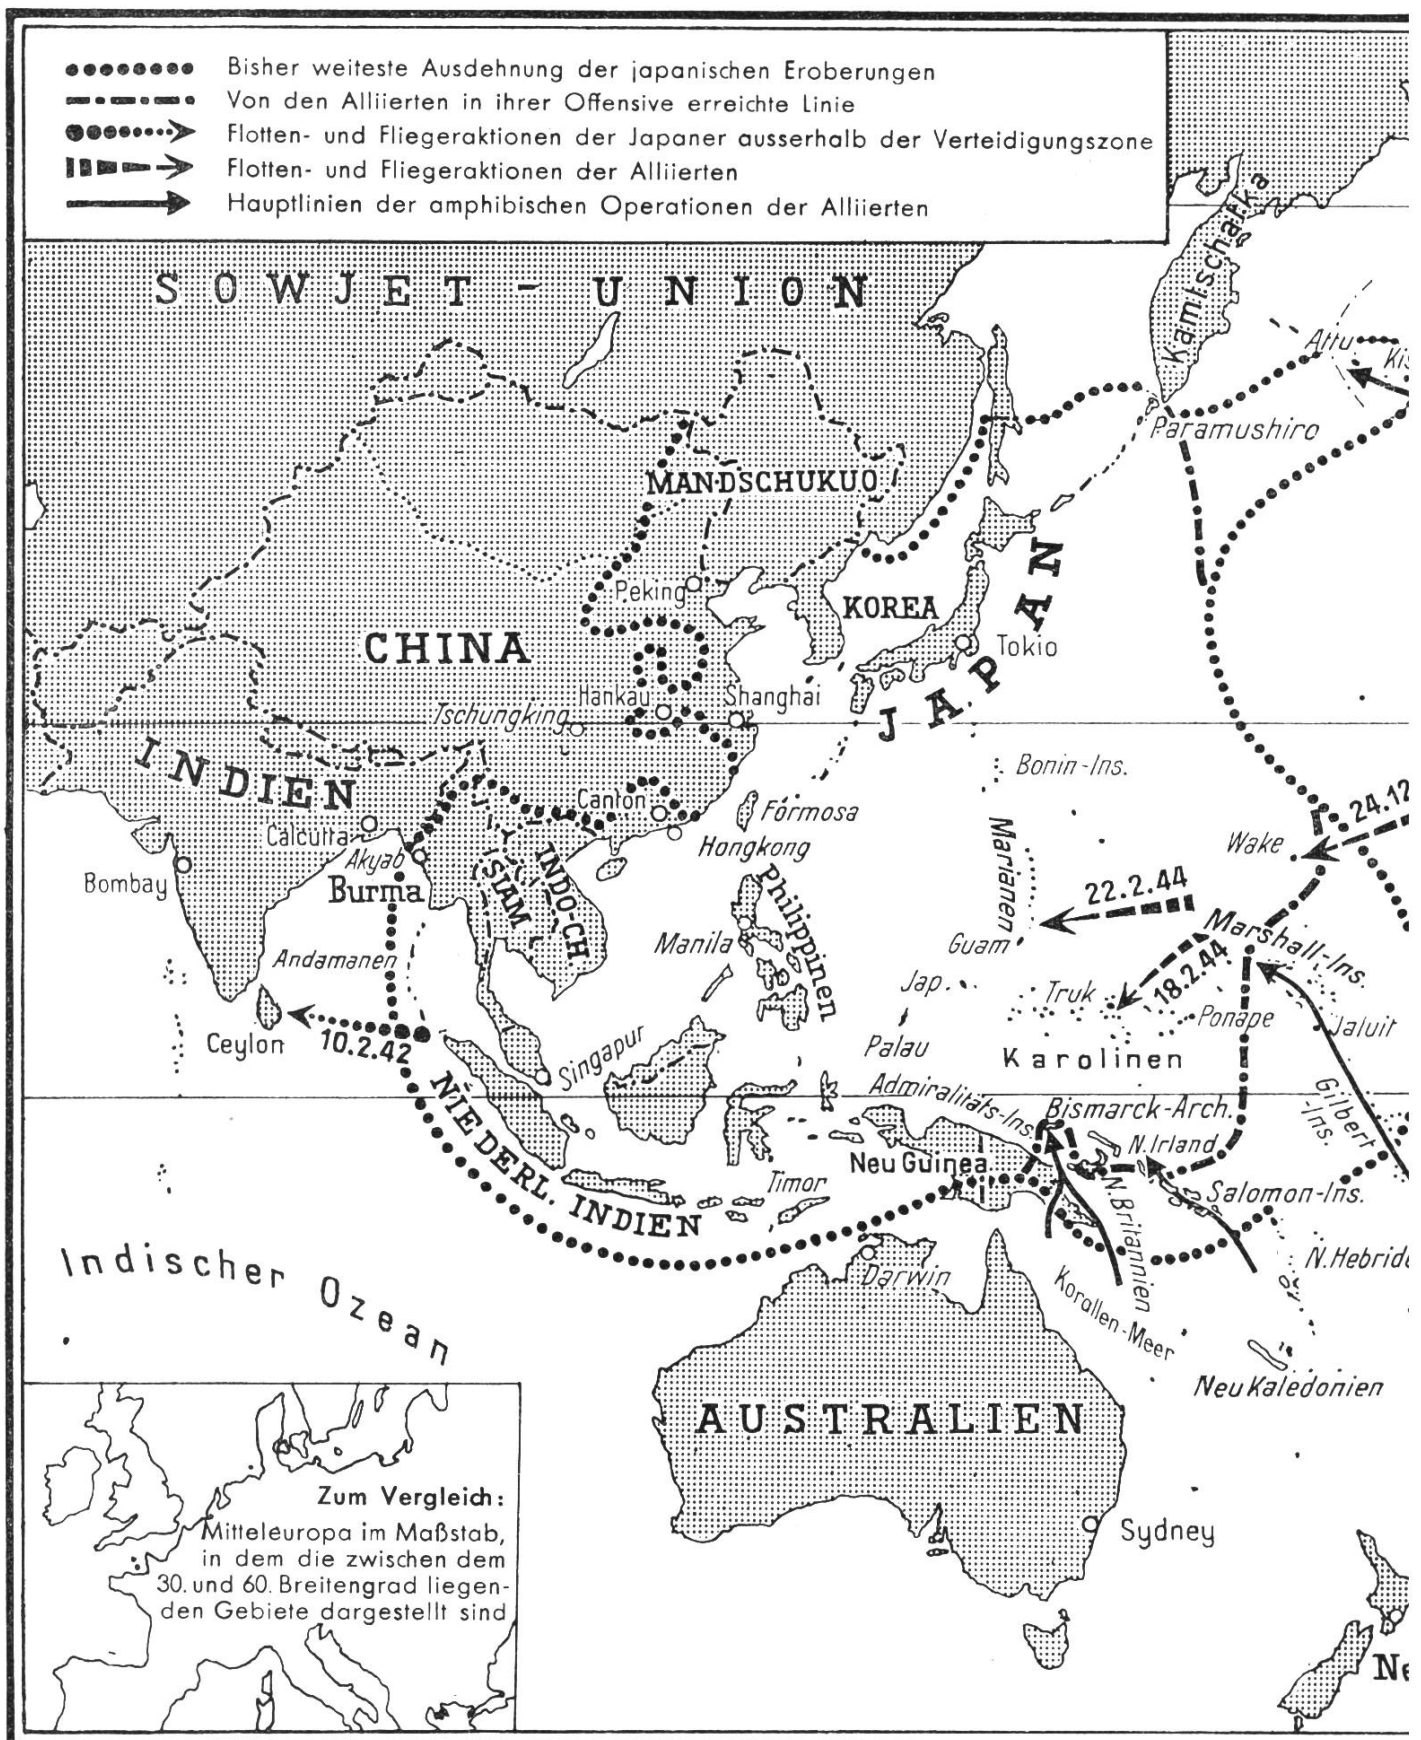 Bisher weiteste Ausdehnung der japanischen Eroberungen
Von den Alliierten in ihrer Offensive erreichte Linie
Flotten- und Fliegeraktionen der Japaner ausserhalb der Verteidigungszone
Flotten- und Fliegeraktionen der Alliierten
Hauptlinien der amphibischen Operationen der Alliierten
SOWJET-UNION
Kamtschatka
Attu
Kis
Paramushiro
MANDSCHUKUO
Peking
KOREA
JAPAN
Tokio
CHINA
Hankau
Shanghai
Tschungking
INDIEN
Bonin-Ins.
Canton
Formosa
24.12
Calcutta
Akyab
Hongkong
Marianen
Wake
Bombay
Burma
SIAM
INDO-CH
Philippinen
22.2.44
Manila
Guam
Marshall-Ins.
Andamanen
Jap.
Truk
18.2.44
Ponape
Jaluit
Ceylon
10.2.42
Singapur
Palau
Karolinen
Gilbert
-Ins.
NIEDERL. INDIEN
Admiralitäts-Ins.
Bismarck-Arch.
N.Irland
Neu Guinea
Timor
N.Britannien
Salomon-Ins.
Indischer Ozean
Darwin
Korallen-Meer
N.Hebride
Neu Kaledonien
AUSTRALIEN
Sydney
Ne
Zum Vergleich:
Mitteleuropa im Maßstab,
in dem die zwischen dem
30. und 60. Breitengrad liegen-
den Gebiete dargestellt sind